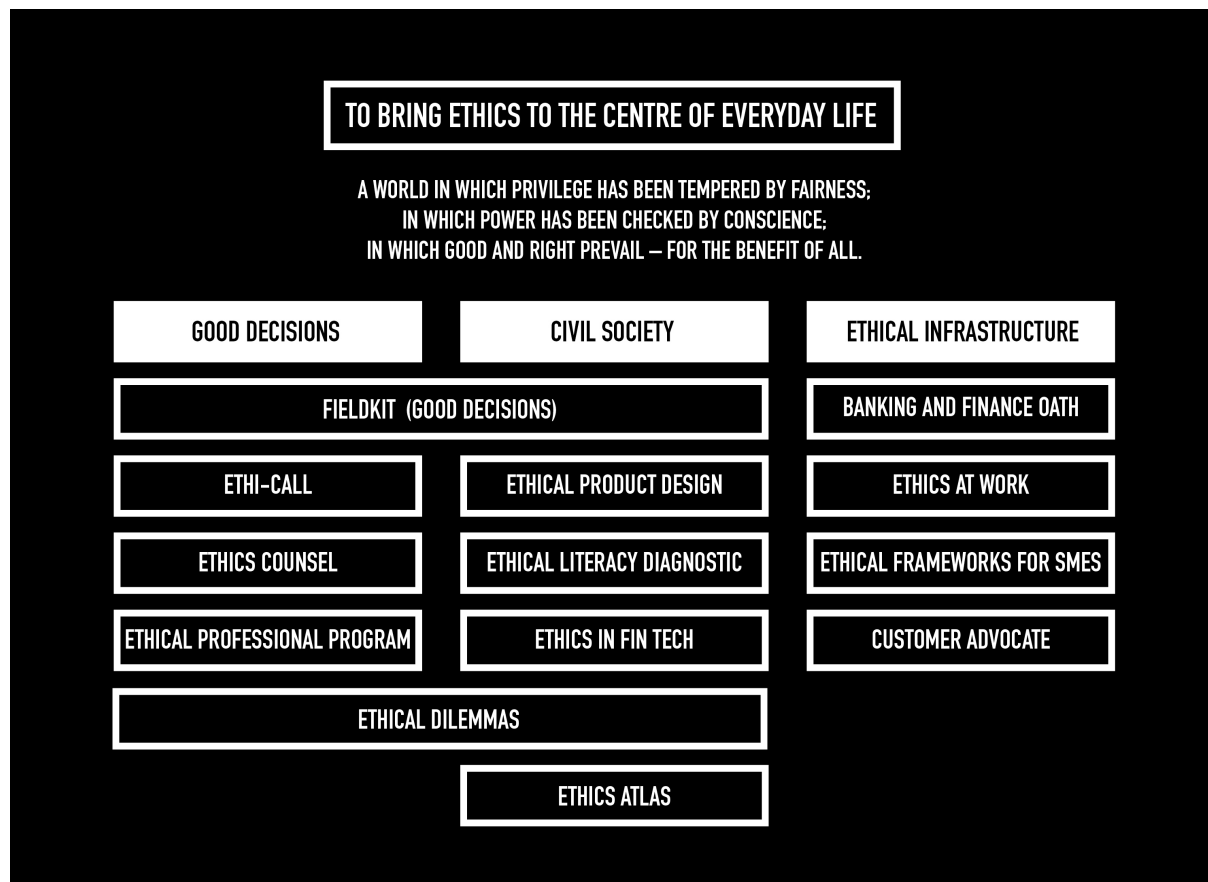 TO BRING ETHICS TO THE CENTRE OF EVERYDAY LIFE
A WORLD IN WHICH PRIVILEGE HAS BEEN TEMPERED BY FAIRNESS;
IN WHICH POWER HAS BEEN CHECKED BY CONSCIENCE;
IN WHICH GOOD AND RIGHT PREVAIL – FOR THE BENEFIT OF ALL.
GOOD DECISIONS
CIVIL SOCIETY
ETHICAL INFRASTRUCTURE
FIELDKIT (GOOD DECISIONS)
BANKING AND FINANCE OATH
ETHI-CALL
ETHICAL PRODUCT DESIGN
ETHICS AT WORK
ETHICS COUNSEL
ETHICAL LITERACY DIAGNOSTIC
ETHICAL FRAMEWORKS FOR SMES
ETHICAL PROFESSIONAL PROGRAM
ETHICS IN FIN TECH
CUSTOMER ADVOCATE
ETHICAL DILEMMAS
ETHICS ATLAS